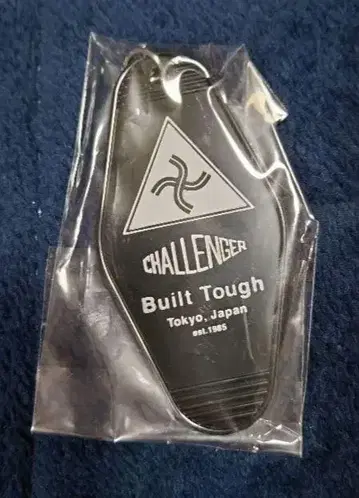 CHALLENGER
Built Tough
Tokyo, Japan
est.1985